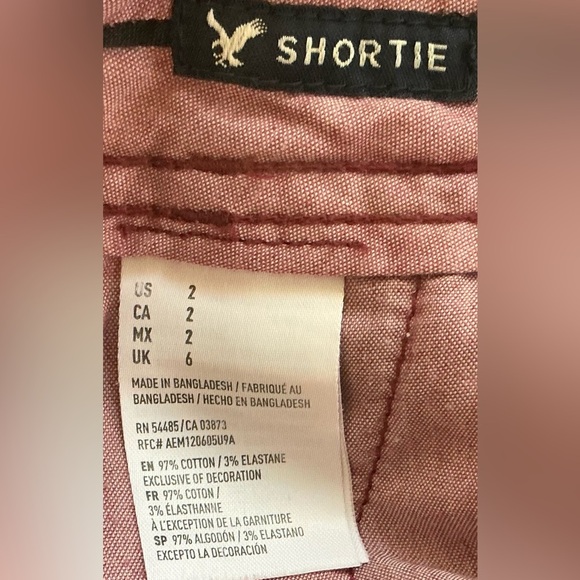 SHORTIE
US 2
CA 2
MX 2
UK 6
MADE IN BANGLADESH / FABRIQUÉ AU
BANGLADESH / HECHO EN BANGLADESH
RN 54485/CA 03873
RFC# AEM120605U9A
EN 97% COTTON / 3% ELASTANE
EXCLUSIVE OF DECORATION
FR 97% COTON /
3% ÉLASTHANNE
À L'EXCEPTION DE LA GARNITURE
SP 97% ALGODÓN / 3% ELASTANO
EXCEPTO LA DECORACIÓN